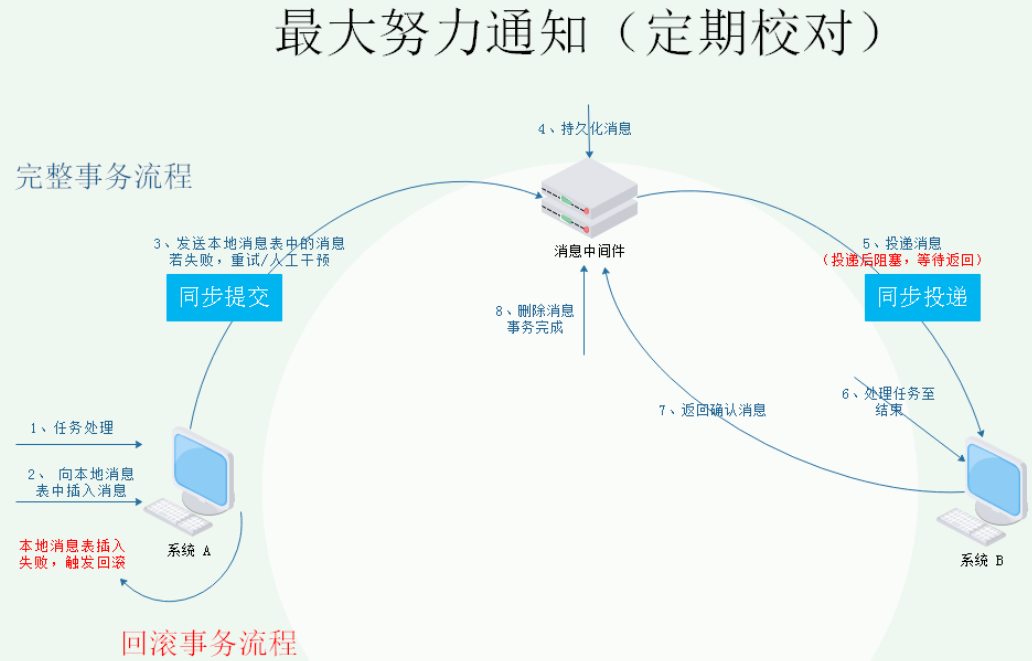 最大努力通知（定期校对）
4、持久化消息
完整事务流程
3、发送本地消息表中的消息
若失败，重试/人工干预
同步提交
消息中间件
5、投递消息
（投递后阻塞，等待返回）
同步投递
8、删除消息
事务完成
7、返回确认消息
6、处理任务至
结束
1、任务处理
2、 向本地消息
表中插入消息
本地消息表插入
失败，触发回滚
系统 A
系统 B
回滚事务流程